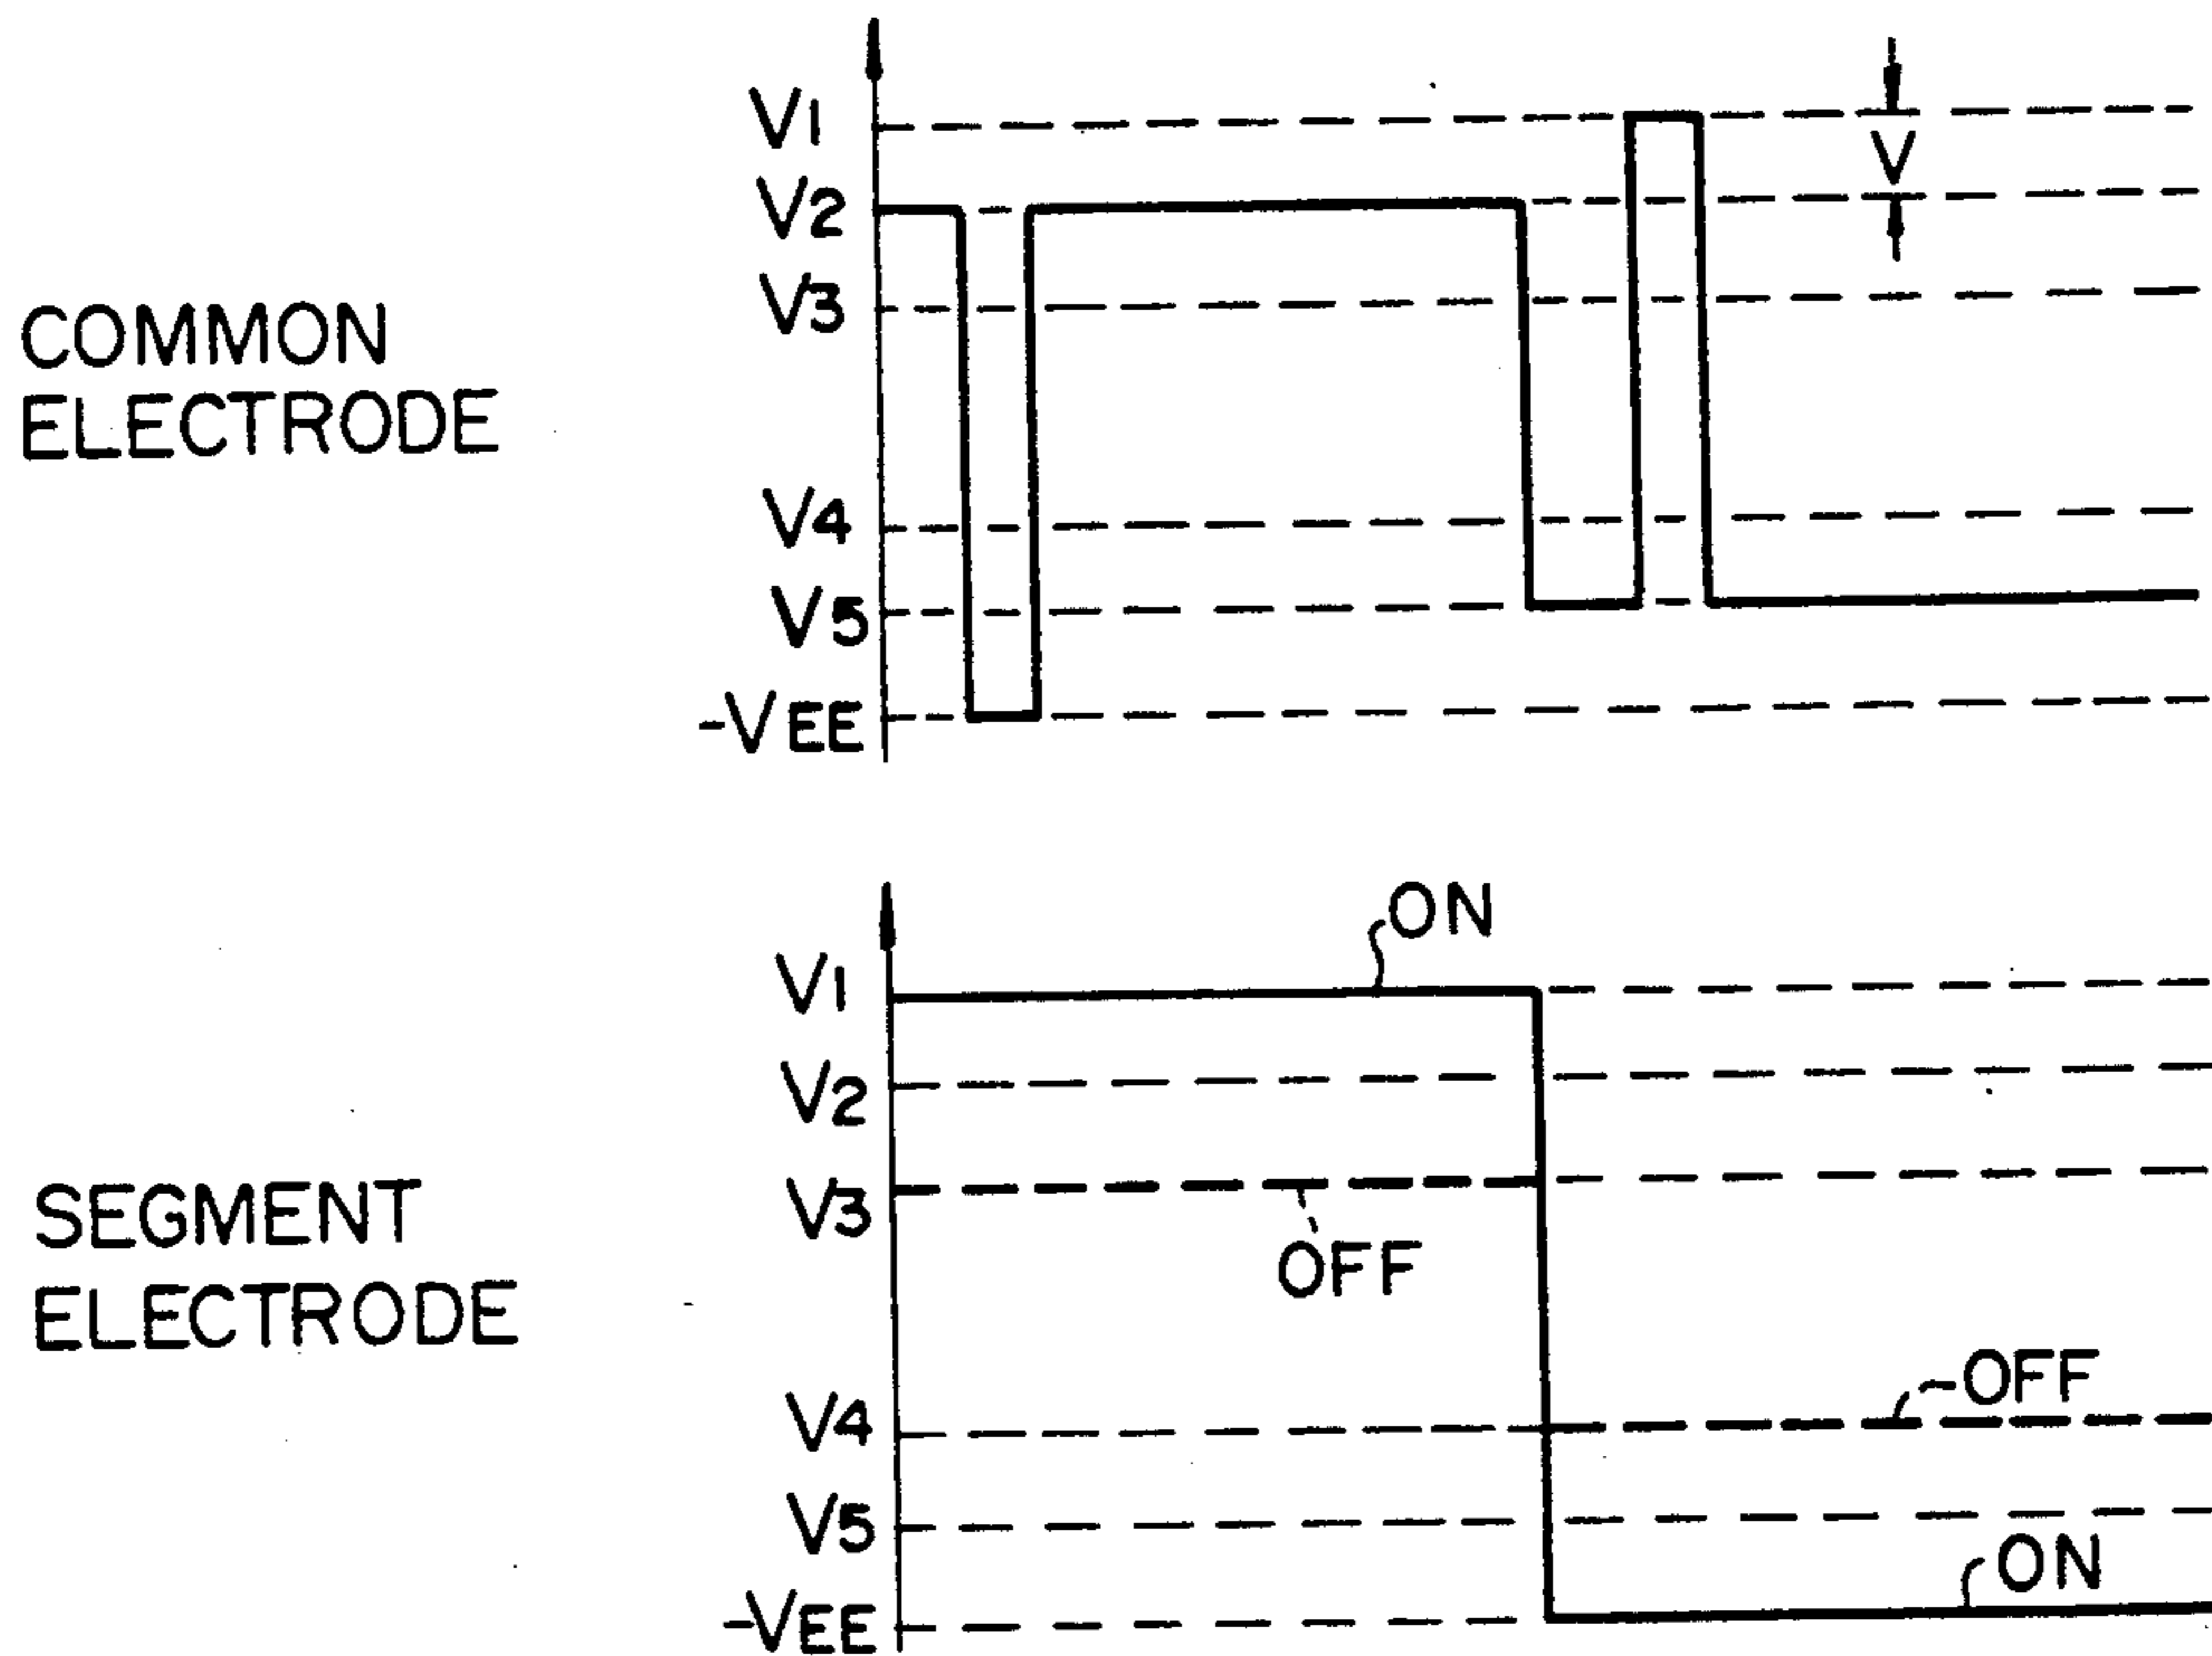 V1
V
V2
V3
COMMON
ELECTRODE
V4
V5
-VEE
ON
V1
V2
V3
SEGMENT
ELECTRODE
OFF
OFF
V4
V5
ON
-VEE